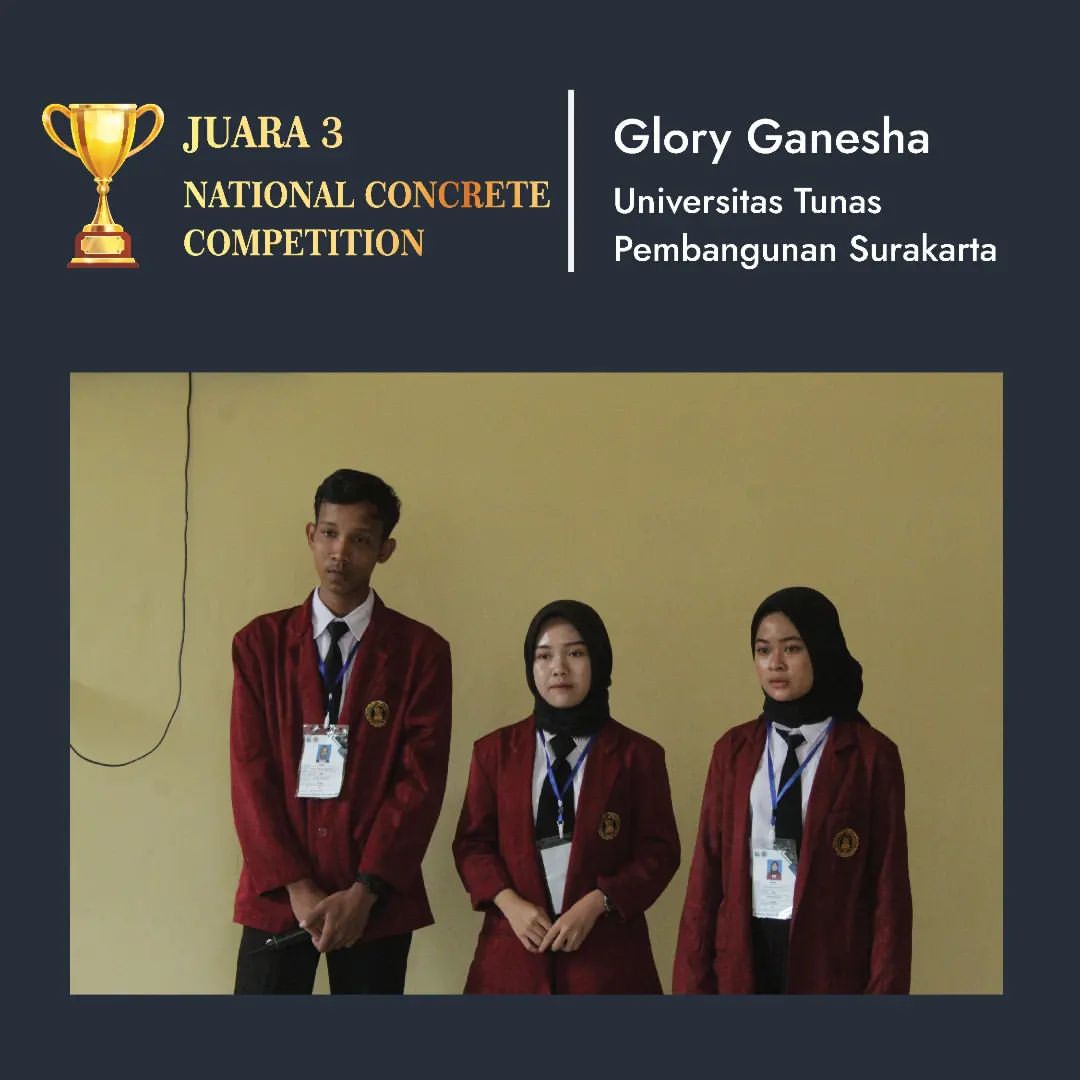 JUARA 3
NATIONAL CONCRETE
COMPETITION
Glory Ganesha
Universitas Tunas
Pembangunan Surakarta